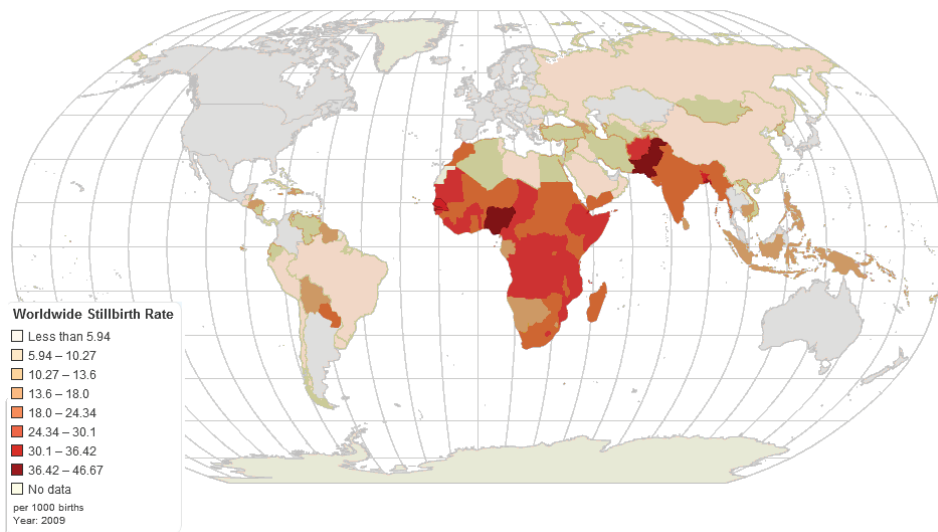 Worldwide Stillbirth Rate
Less than 5.94
5.94 – 10.27
10.27 – 13.6
13.6 – 18.0
18.0 – 24.34
24.34 – 30.1
30.1 – 36.42
36.42 – 46.67
No data
per 1000 births
Year: 2009